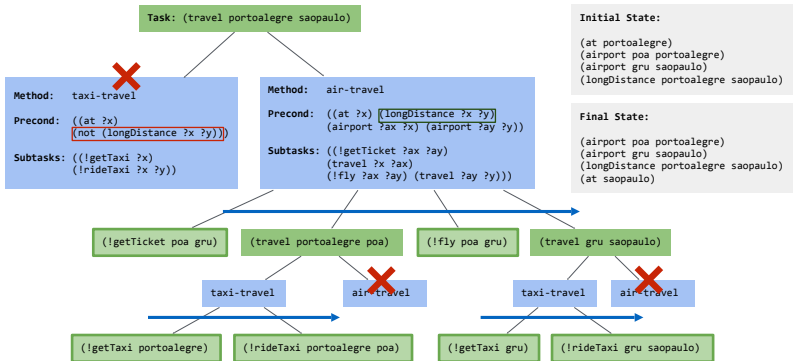 Task: (travel portoalegre saopaulo)
Initial State:
(at portoalegre)
(airport poa portoalegre)
(airport gru saopaulo)
(longDistance portoalegre saopaulo)
Method: taxi-travel
Precond: ((at ?x)
(not (longDistance ?x ?y)))
Subtasks: ((!getTaxi ?x)
(!rideTaxi ?x ?y))
Method: air-travel
Precond: ((at ?x) (longDistance ?x ?y)
(airport ?ax ?x) (airport ?ay ?y))
Subtasks: ((!getTicket ?ax ?ay)
(travel ?x ?ax)
(!fly ?ax ?ay) (travel ?ay ?y)))
Final State:
(airport poa portoalegre)
(airport gru saopaulo)
(longDistance portoalegre saopaulo)
(at saopaulo)
(!getTicket poa gru)
(travel portoalegre poa)
(!fly poa gru)
(travel gru saopaulo)
taxi-travel
air-travel
taxi-travel
air-travel
(!getTaxi portoalegre)
(!rideTaxi portoalegre poa)
(!getTaxi gru)
(!rideTaxi gru saopaulo)